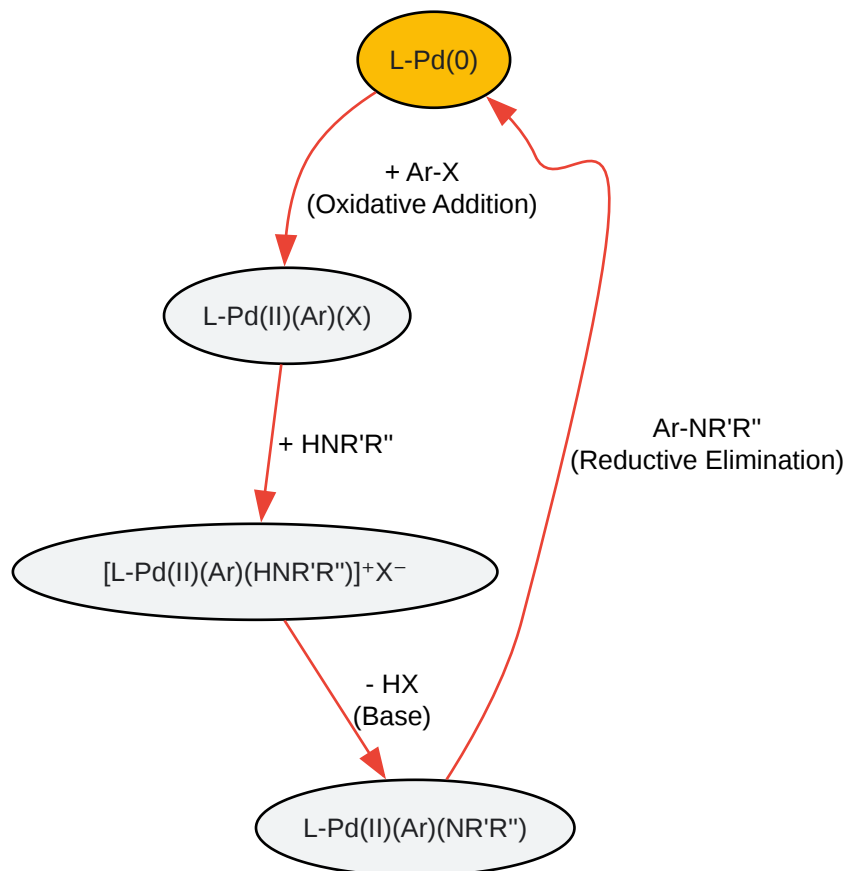 L-Pd(0)
+ Ar-X
(Oxidative Addition)
L-Pd(II)(Ar)(X)
+ HNR'R"
Ar-NR'R"
(Reductive Elimination)
[L-Pd(II)(Ar)(HNR'R")]⁺X⁻
- HX
(Base)
L-Pd(II)(Ar)(NR'R")